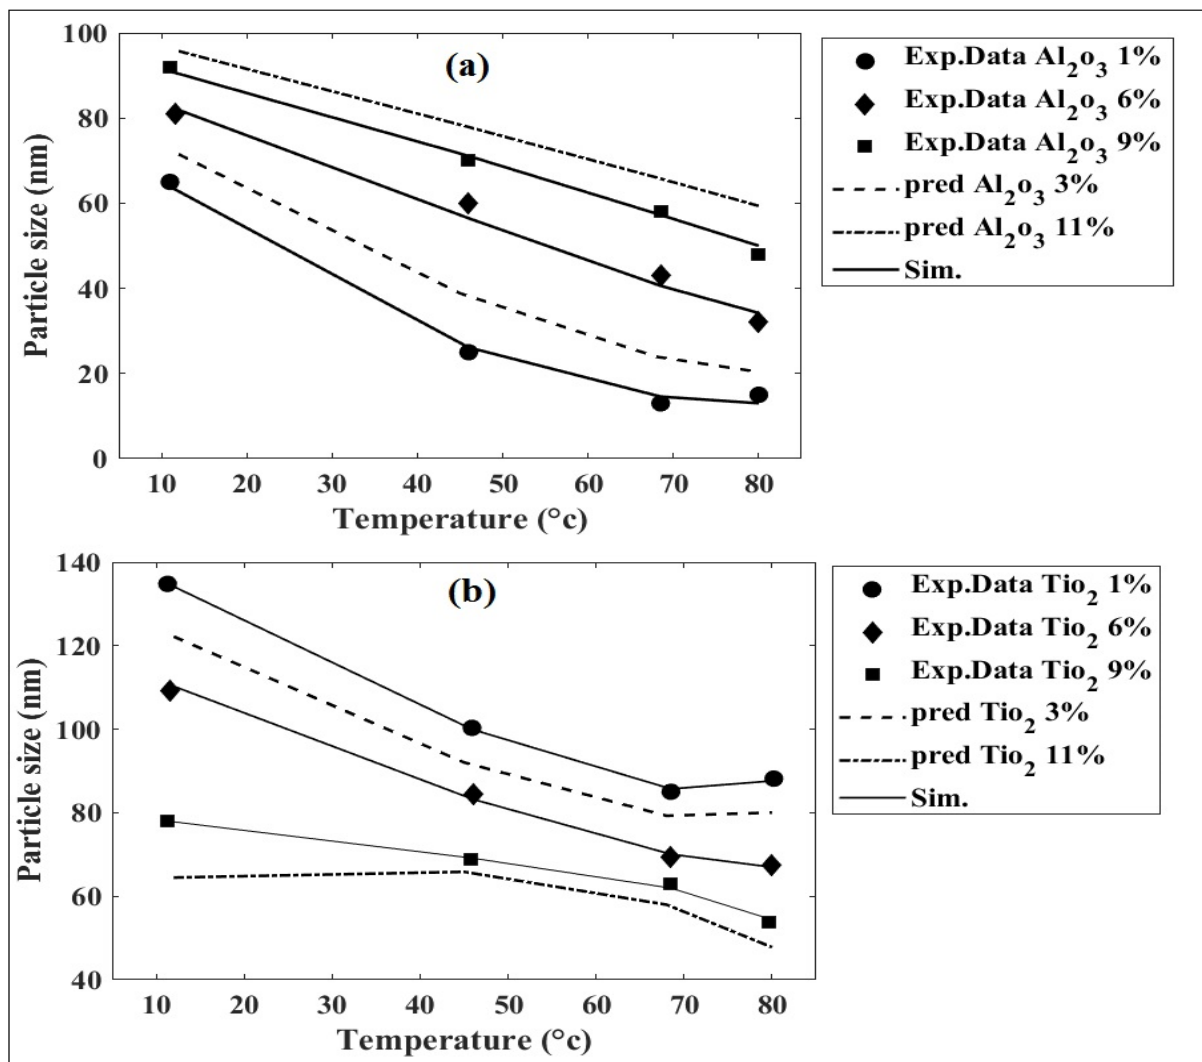 100
80
60
40
20
0
Particle size (nm)
(a)
10 20 30 40 50 60 70 80
Temperature (°c)
Exp.Data Al₂o₃ 1%
Exp.Data Al₂o₃ 6%
Exp.Data Al₂o₃ 9%
pred Al₂o₃ 3%
pred Al₂o₃ 11%
Sim.
140
120
100
80
60
40
Particle size (nm)
(b)
10 20 30 40 50 60 70 80
Temperature (°c)
Exp.Data Tio₂ 1%
Exp.Data Tio₂ 6%
Exp.Data Tio₂ 9%
pred Tio₂ 3%
pred Tio₂ 11%
Sim.